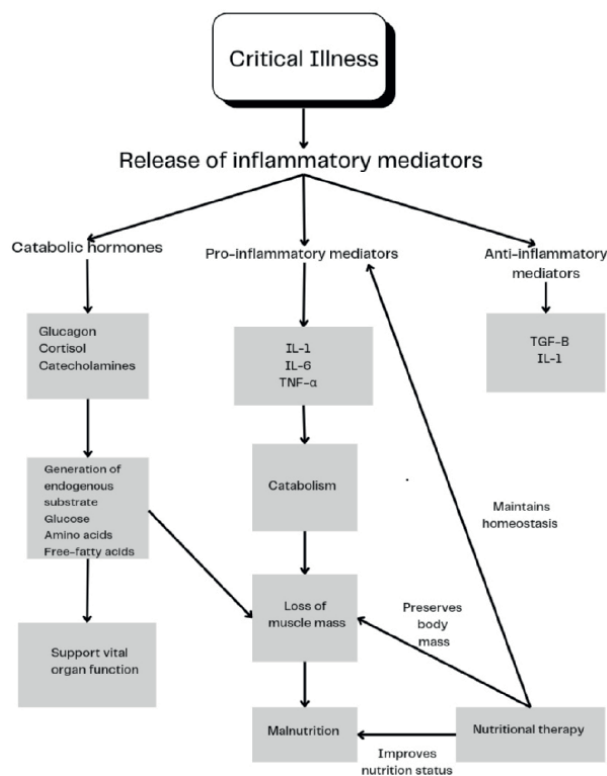 Critical Illness
Release of inflammatory mediators
Catabolic hormones
Pro-inflammatory mediators
Anti-inflammatory
mediators
Glucagon
Cortisol
Catecholamines
IL-1
IL-6
TNF-α
TGF-B
IL-1
Generation of
endogenous
substrate
Glucose
Amino acids
Free-fatty acids
Catabolism
Maintains
homeostasis
Loss of
muscle mass
Preserves
body
mass
Support vital
organ function
Malnutrition
Nutritional therapy
Improves
nutrition status